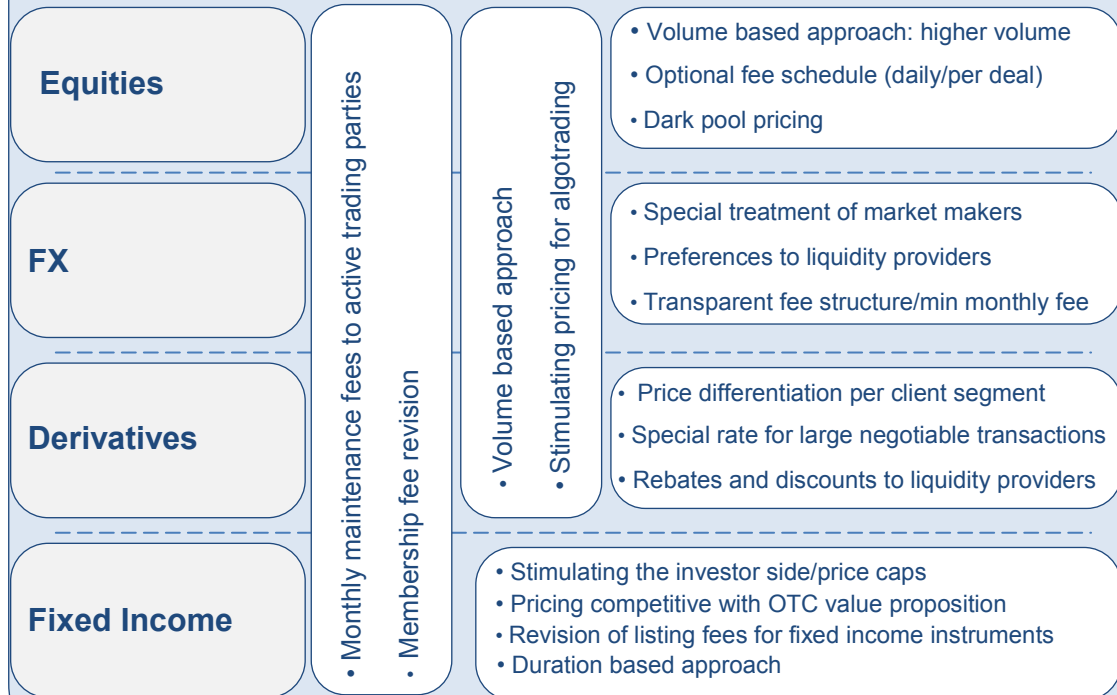 Equities
• Monthly maintenance fees to active trading parties
• Membership fee revision
• Volume based approach
• Stimulating pricing for algotrading
• Volume based approach: higher volume
• Optional fee schedule (daily/per deal)
• Dark pool pricing
FX
• Special treatment of market makers
• Preferences to liquidity providers
• Transparent fee structure/min monthly fee
Derivatives
• Price differentiation per client segment
• Special rate for large negotiable transactions
• Rebates and discounts to liquidity providers
Fixed Income
• Stimulating the investor side/price caps
• Pricing competitive with OTC value proposition
• Revision of listing fees for fixed income instruments
• Duration based approach